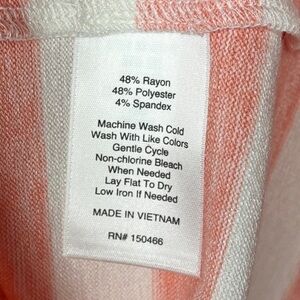 48% Rayon
48% Polyester
4% Spandex
Machine Wash Cold
Wash With Like Colors
Gentle Cycle
Non-chlorine Bleach
When Needed
Lay Flat To Dry
Low Iron If Needed
MADE IN VIETNAM
RN# 150466